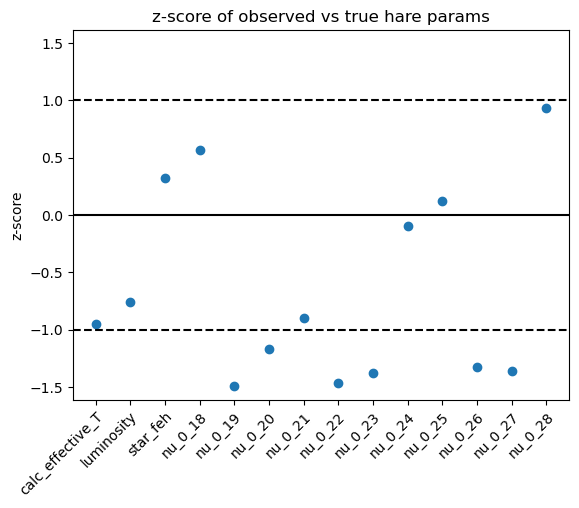 z-score of observed vs true hare params
z-score
1.5
1.0
0.5
0.0
−0.5
−1.0
−1.5
calc_effective_T
luminosity
star_feh
nu_0_18
nu_0_19
nu_0_20
nu_0_21
nu_0_22
nu_0_23
nu_0_24
nu_0_25
nu_0_26
nu_0_27
nu_0_28